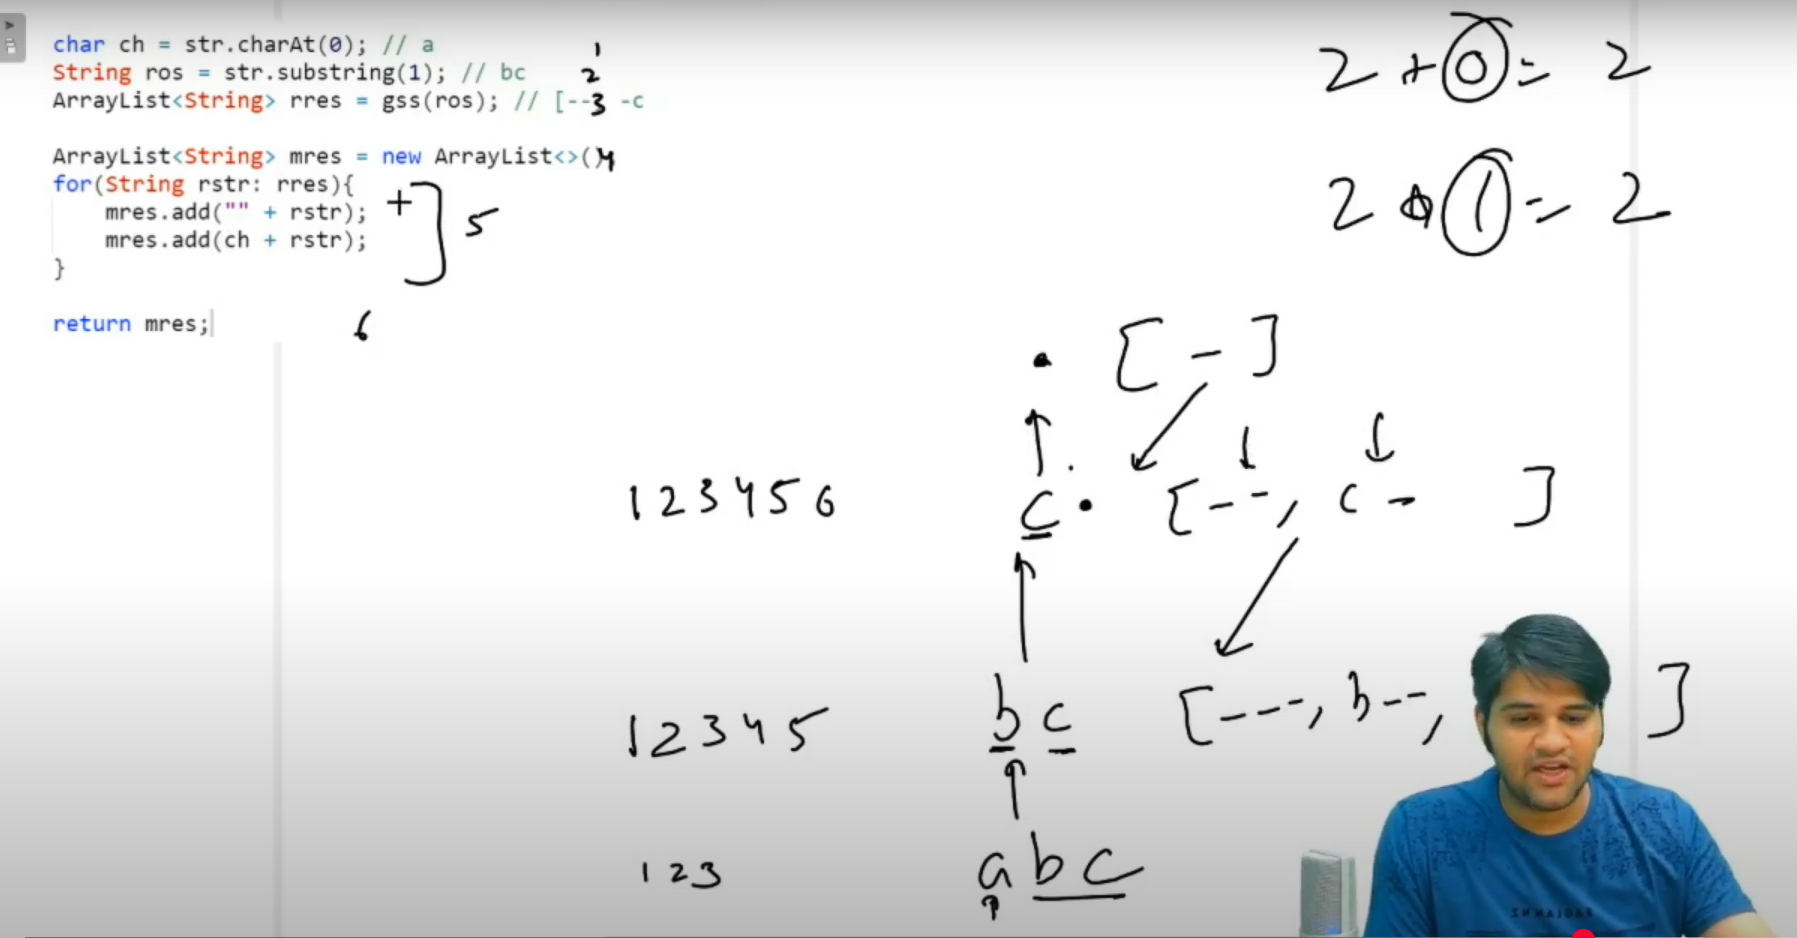 char ch = str.charAt(0); // a 1
String ros = str.substring(1); // bc 2
ArrayList<String> rres = gss(ros); // [--3 -c
ArrayList<String> mres = new ArrayList<>()4
for(String rstr: rres){
mres.add("" + rstr); +
mres.add(ch + rstr);
}
5
return mres; 6
2 + 0 = 2
2 * 1 = 2
. [ - ]
1 2 3 4 5 6 c . [ - -, c - ]
1 2 3 4 5 b c [ - - -, b - -, ]
1 2 3 a b c